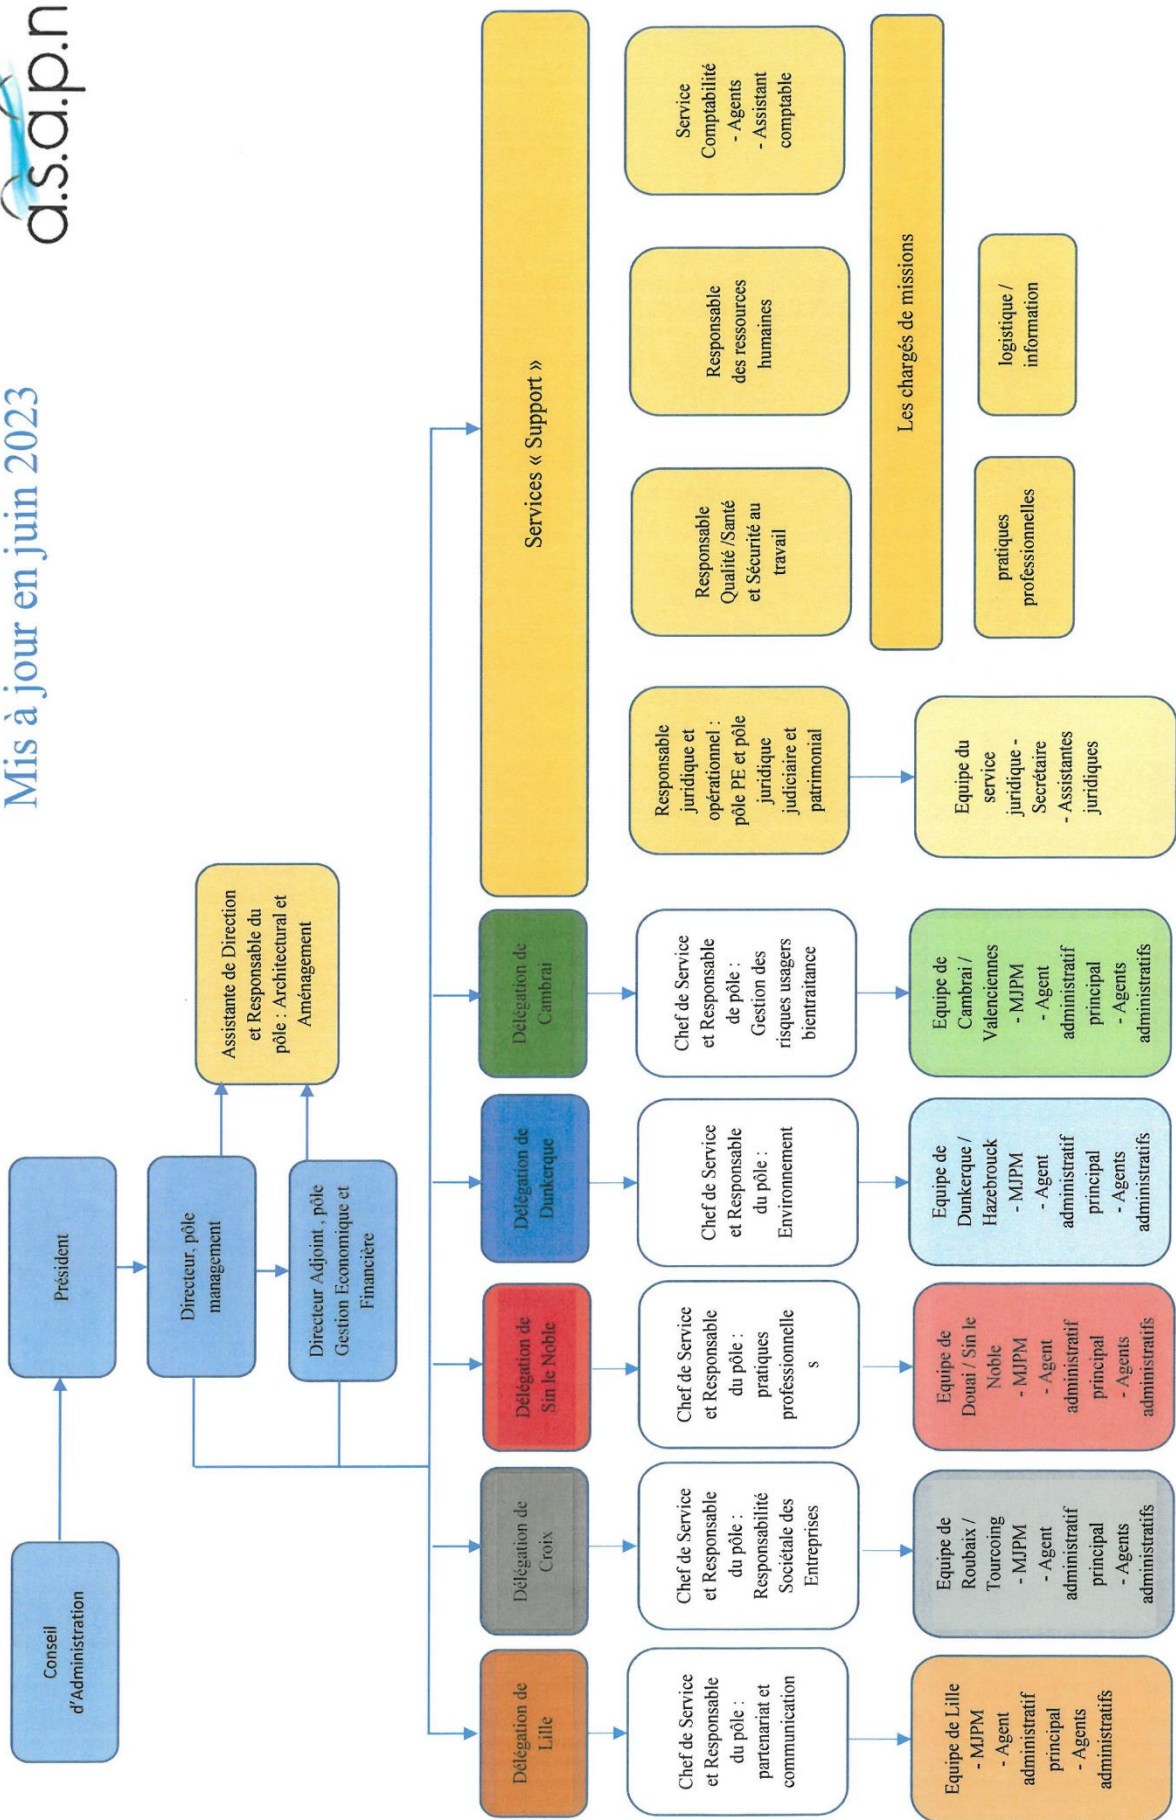 a.s.a.p.n
Mis à jour en juin 2023
Conseil
d'Administration
Président
Directeur, pôle
management
Directeur Adjoint , pôle
Gestion Economique et
Financière
Assistante de Direction
et Responsable du
pôle : Architectural et
Aménagement
Délégation de
Lille
Délégation de
Croix
Délégation de
Sin le Noble
Délégation de
Dunkerque
Délégation de
Cambrai
Services « Support »
Chef de Service
et Responsable
du pôle :
partenariat et
communication
Chef de Service
et Responsable
du pôle :
Responsabilité
Sociétale des
Entreprises
Chef de Service
et Responsable
du pôle :
pratiques
professionnelle
s
Chef de Service
et Responsable
du pôle :
Environnement
Chef de Service
et Responsable
de pôle :
Gestion des
risques usagers
bientraitance
Responsable
juridique et
opérationnel :
pôle PE et pôle
juridique
judiciaire et
patrimonial
Responsable
Qualité /Santé
et Sécurité au
travail
Responsable
des ressources
humaines
Service
Comptabilité
- Agents
- Assistant
comptable
Les chargés de missions
Equipe de Lille
- MJPM
- Agent
administratif
principal
- Agents
administratifs
Equipe de
Roubaix /
Tourcoing
- MJPM
- Agent
administratif
principal
- Agents
administratifs
Equipe de
Douai / Sin le
Noble
- MJPM
- Agent
administratif
principal
- Agents
administratifs
Equipe de
Dunkerque /
Hazebrouck
- MJPM
- Agent
administratif
principal
- Agents
administratifs
Equipe de
Cambrai /
Valenciennes
- MJPM
- Agent
administratif
principal
- Agents
administratifs
Equipe du
service
juridique -
Secrétaire
- Assistantes
juridiques
pratiques
professionnelles
logistique /
information